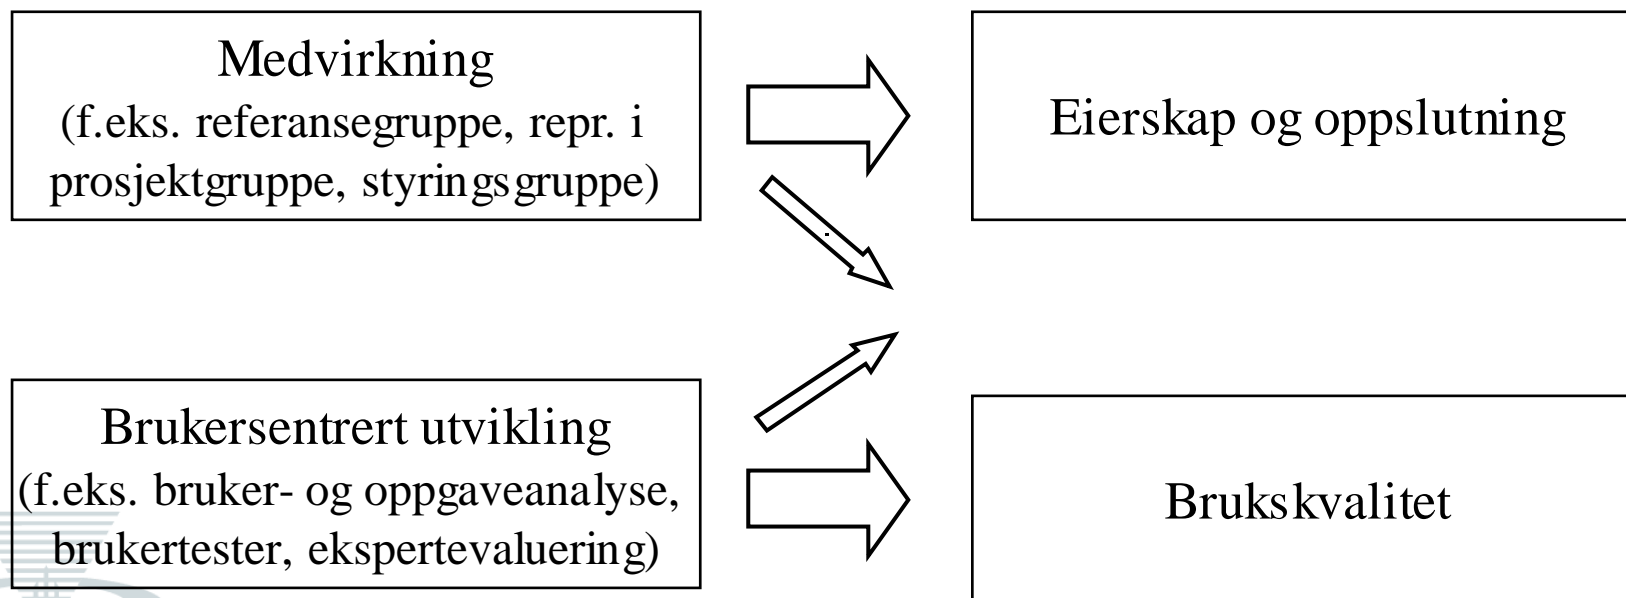 Medvirkning
(f.eks. referansegruppe, repr. i
prosjektgruppe, styringsgruppe)
Eierskap og oppslutning
Brukersentrert utvikling
(f.eks. bruker- og oppgaveanalyse,
brukertester, ekspertevaluering)
Brukskvalitet